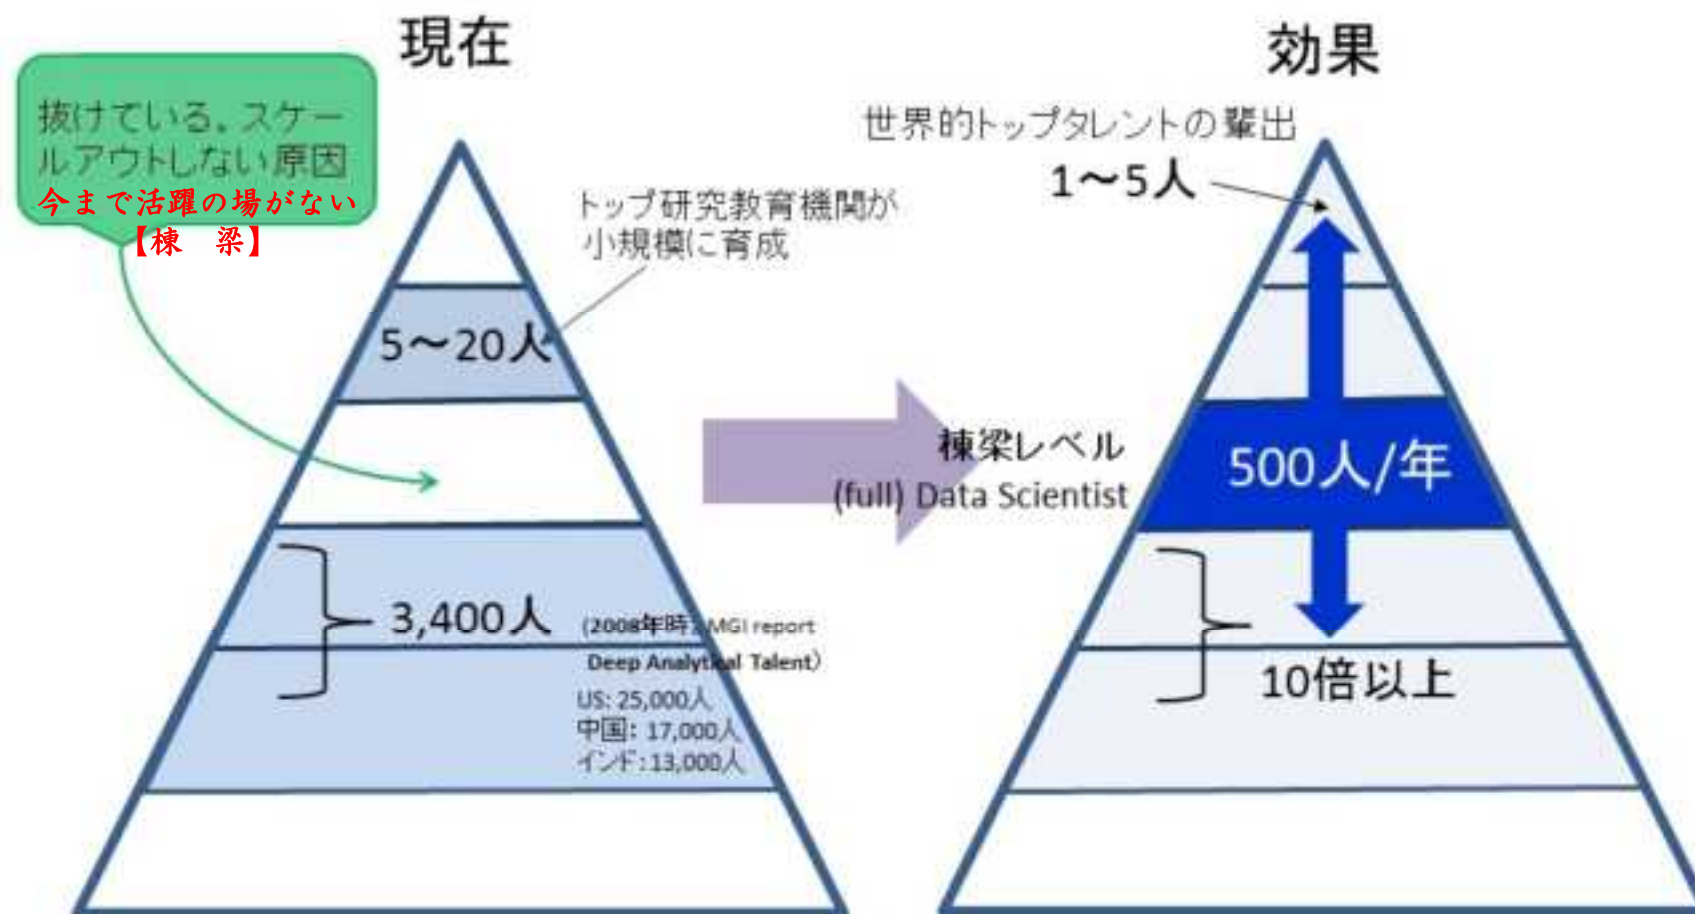 現在
抜けている。スケー
ルアウトしない原因
今まで活躍の場がない
【棟　梁】
トップ研究教育機関が
小規模に育成
5～20人
3,400人
(2008年時, MGI report
Deep Analytical Talent)
US: 25,000人
中国: 17,000人
インド: 13,000人
効果
世界的トップタレントの輩出
1～5人
棟梁レベル
(full) Data Scientist
500人/年
10倍以上